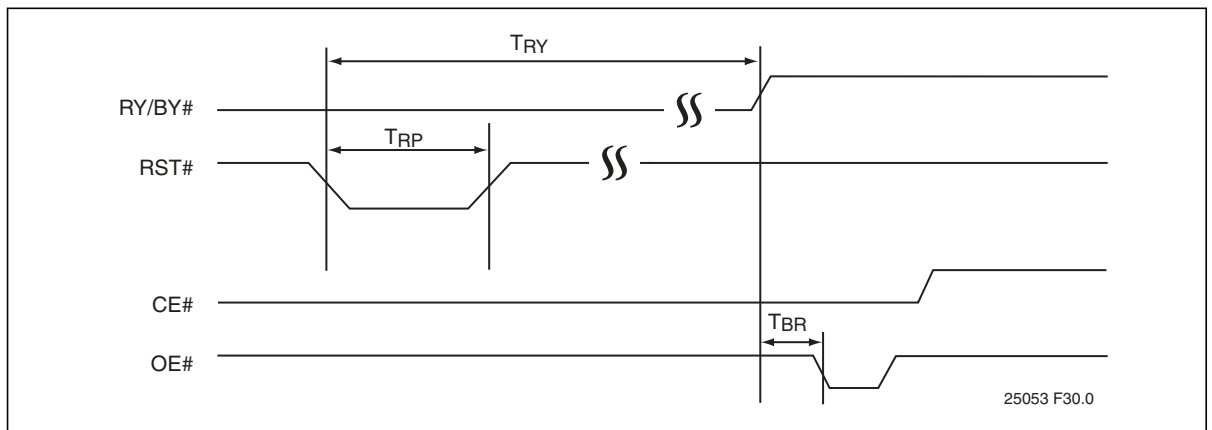 TRY
RY/BY#
TRP
RST#
CE#
TBR
OE#
25053 F30.0